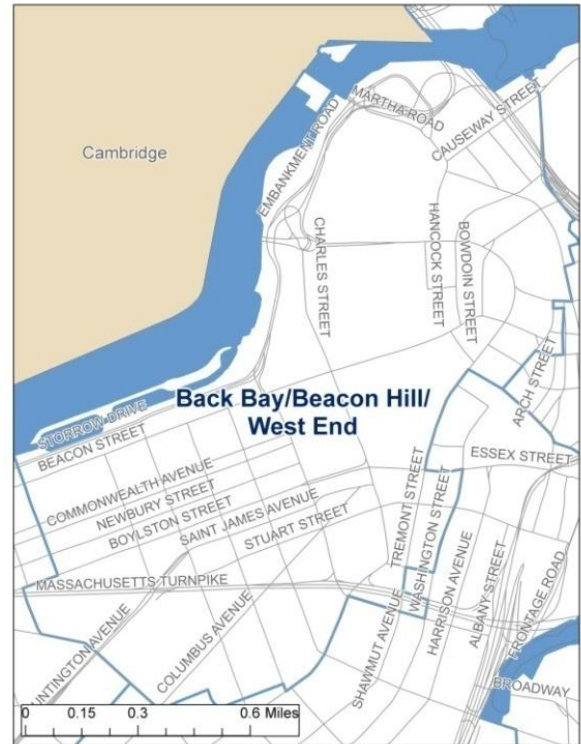 MARTHA ROAD
CAUSEWAY STREET
EMBANKMENT ROAD
Cambridge
CHARLES STREET
HANCOCK STREET
BOWDOIN STREET
ARCH STREET
Back Bay/Beacon Hill/
West End
STORROW DRIVE
BEACON STREET
ESSEX STREET
COMMONWEALTH AVENUE
NEWBURY STREET
BOYLSTON STREET
SAINT JAMES AVENUE
STUART STREET
TREMONT STREET
WASHINGTON STREET
HARRISON AVENUE
ALBANY STREET
FRONTAGE ROAD
MASSACHUSETTS TURNPIKE
UNTINGTON AVENUE
COLUMBUS AVENUE
SHAWMUT AVENUE
BROADWAY
0 0.15 0.3 0.6 Miles